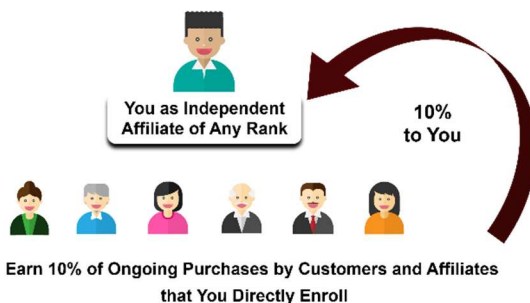 You as Independent
Affiliate of Any Rank
10%
to You
Earn 10% of Ongoing Purchases by Customers and Affiliates
that You Directly Enroll